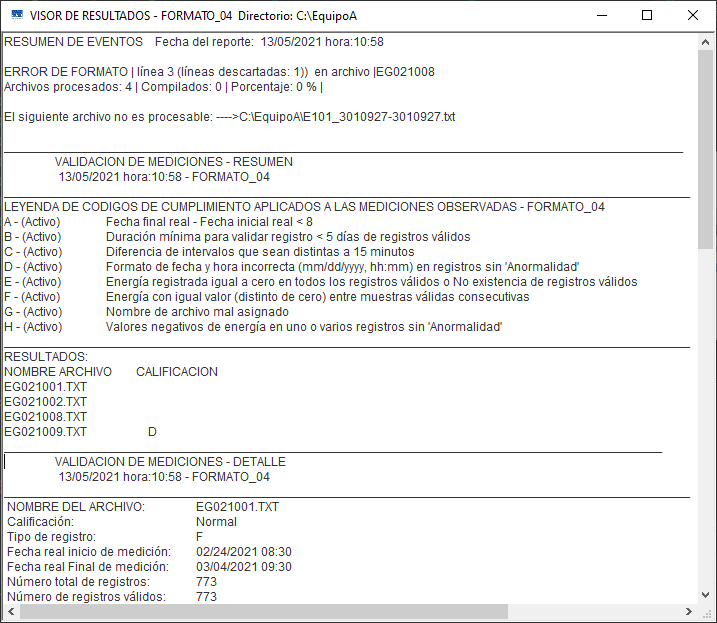 VISOR DE RESULTADOS - FORMATO_04 Directorio: C:\EquipoA
RESUMEN DE EVENTOS Fecha del reporte: 13/05/2021 hora:10:58
ERROR DE FORMATO | línea 3 (líneas descartadas: 1)) en archivo |EG021008
Archivos procesados: 4 | Compilados: 0 | Porcentaje: 0 % |
El siguiente archivo no es procesable: ---->C:\EquipoA\E101_3010927-3010927.txt
VALIDACION DE MEDICIONES - RESUMEN
13/05/2021 hora:10:58 - FORMATO_04
LEYENDA DE CODIGOS DE CUMPLIMIENTO APLICADOS A LAS MEDICIONES OBSERVADAS - FORMATO_04
A - (Activo) Fecha final real - Fecha inicial real < 8
B - (Activo) Duración mínima para validar registro < 5 días de registros válidos
C - (Activo) Diferencia de intervalos que sean distintas a 15 minutos
D - (Activo) Formato de fecha y hora incorrecta (mm/dd/yyyy, hh:mm) en registros sin 'Anormalidad'
E - (Activo) Energía registrada igual a cero en todos los registros válidos o No existencia de registros válidos
F - (Activo) Energía con igual valor (distinto de cero) entre muestras válidas consecutivas
G - (Activo) Nombre de archivo mal asignado
H - (Activo) Valores negativos de energía en uno o varios registros sin 'Anormalidad'
RESULTADOS:
NOMBRE ARCHIVO CALIFICACION
EG021001.TXT
EG021002.TXT
EG021008.TXT
EG021009.TXT D
VALIDACION DE MEDICIONES - DETALLE
13/05/2021 hora:10:58 - FORMATO_04
NOMBRE DEL ARCHIVO: EG021001.TXT
Calificación: Normal
Tipo de registro: F
Fecha real inicio de medición: 02/24/2021 08:30
Fecha real Final de medición: 03/04/2021 09:30
Número total de registros: 773
Número de registros válidos: 773